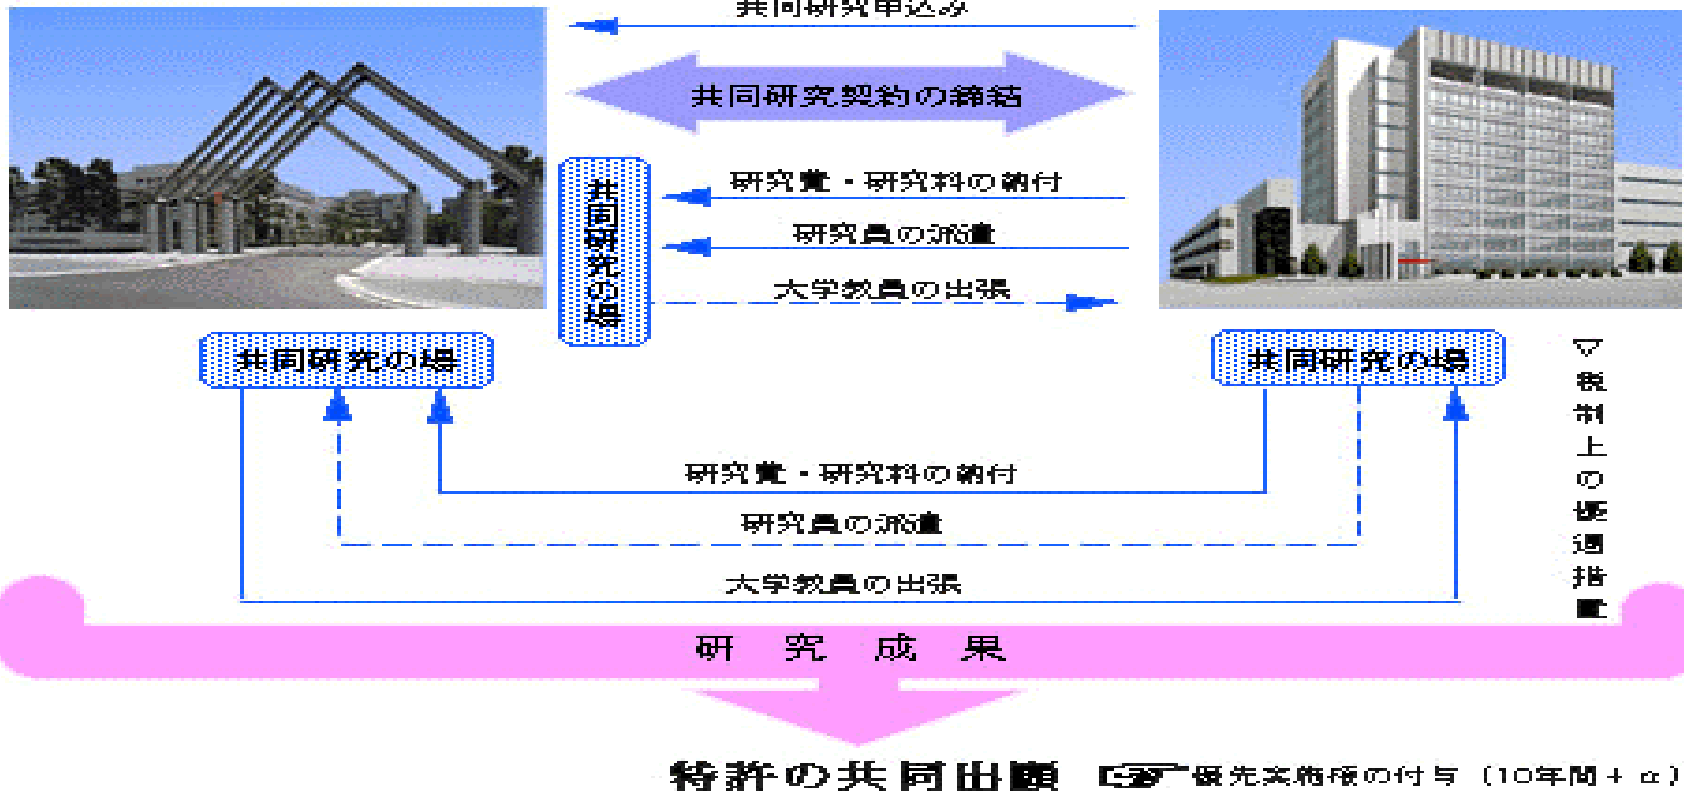 共同研究申込み
共同研究契約の締結
共同研究の場
研究費・研究料の納付
研究員の派遣
大学教員の出張
共同研究の場
共同研究の場
▽税制上の優遇措置
研究費・研究料の納付
研究員の派遣
大学教員の出張
研究成果
特許の共同出願 ☞ 優先実施権の付与 (10年間+α)